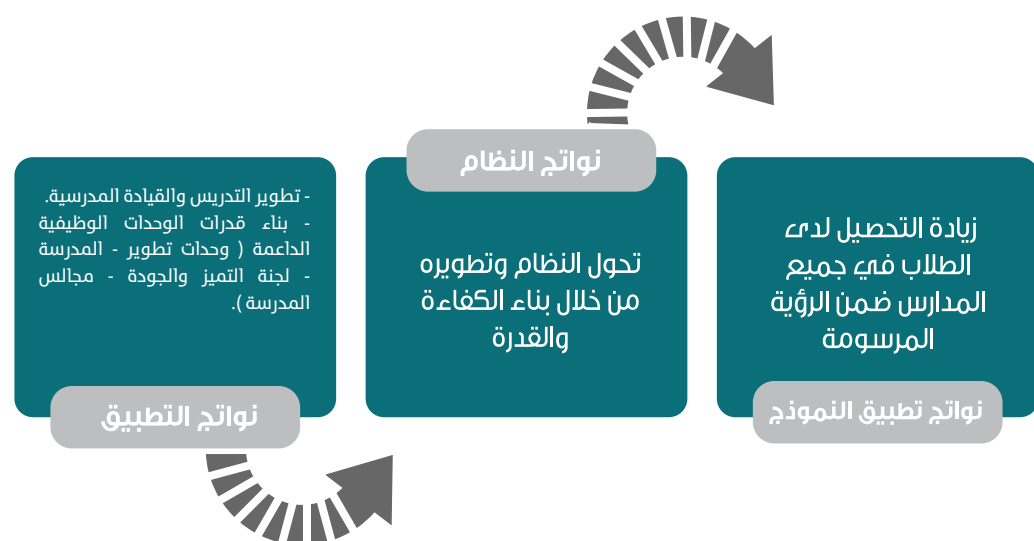 - تطوير التدريس والقيادة المدرسية.
- بناء قدرات الوحدات الوظيفية
الداعمة ( وحدات تطوير - المدرسة
- لجنة التميز والجودة - مجالس
المدرسة ).
نواتج التطبيق
نواتج النظام
تحول النظام وتطويره
من خلال بناء الكفاءة
والقدرة
زيادة التحصيل لدى
الطلاب في جميع
المدارس ضمن الرؤية
المرسومة
نواتج تطبيق النموذج